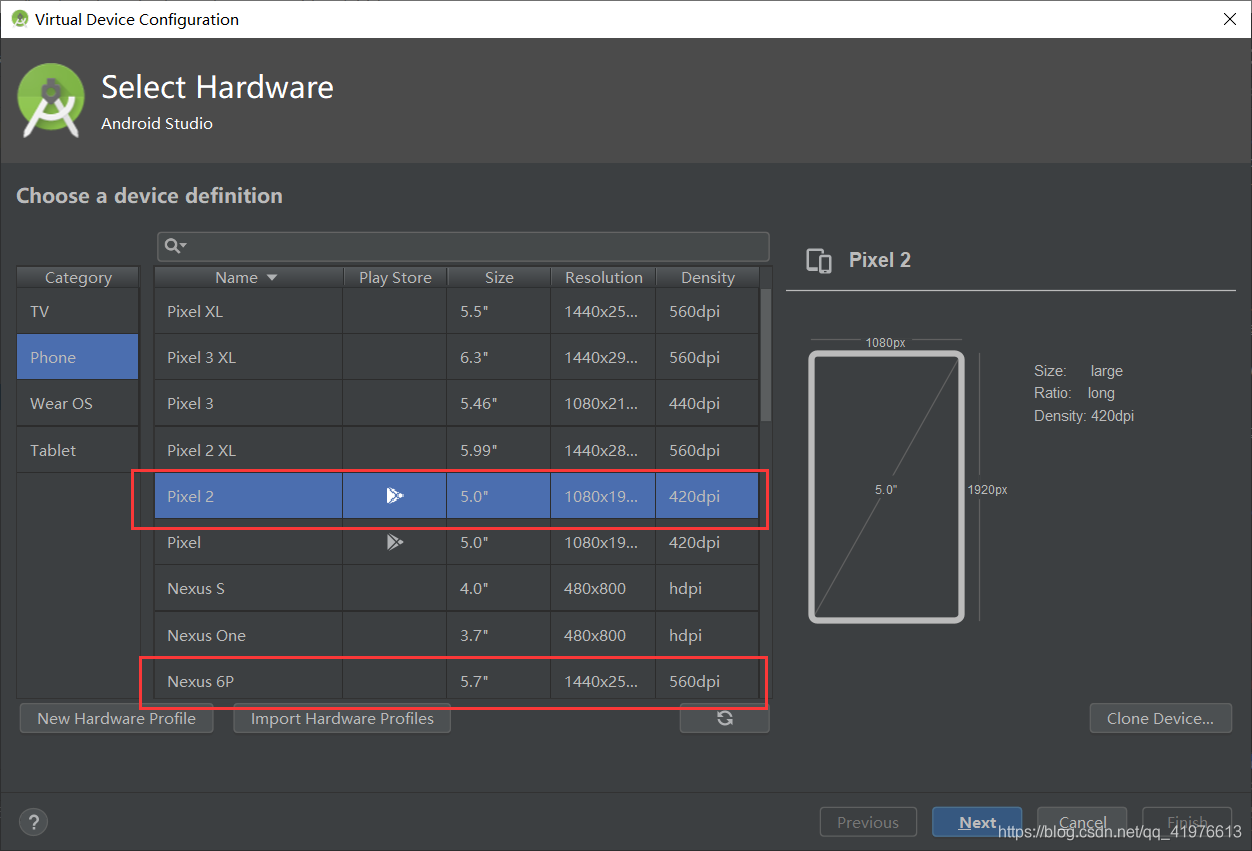 Virtual Device Configuration
Select Hardware
Android Studio
Choose a device definition
Category
TV
Phone
Wear OS
Tablet
Name Play Store Size Resolution Density
Pixel XL 5.5" 1440x25... 560dpi
Pixel 3 XL 6.3" 1440x29... 560dpi
Pixel 3 5.46" 1080x21... 440dpi
Pixel 2 XL 5.99" 1440x28... 560dpi
Pixel 2 5.0" 1080x19... 420dpi
Pixel 5.0" 1080x19... 420dpi
Nexus S 4.0" 480x800 hdpi
Nexus One 3.7" 480x800 hdpi
Nexus 6P 5.7" 1440x25... 560dpi
New Hardware Profile Import Hardware Profiles
Pixel 2
1080px
5.0"
1920px
Size: large
Ratio: long
Density: 420dpi
Clone Device...
? Previous Next Cancel Finish
https://blog.csdn.net/qq_41976613